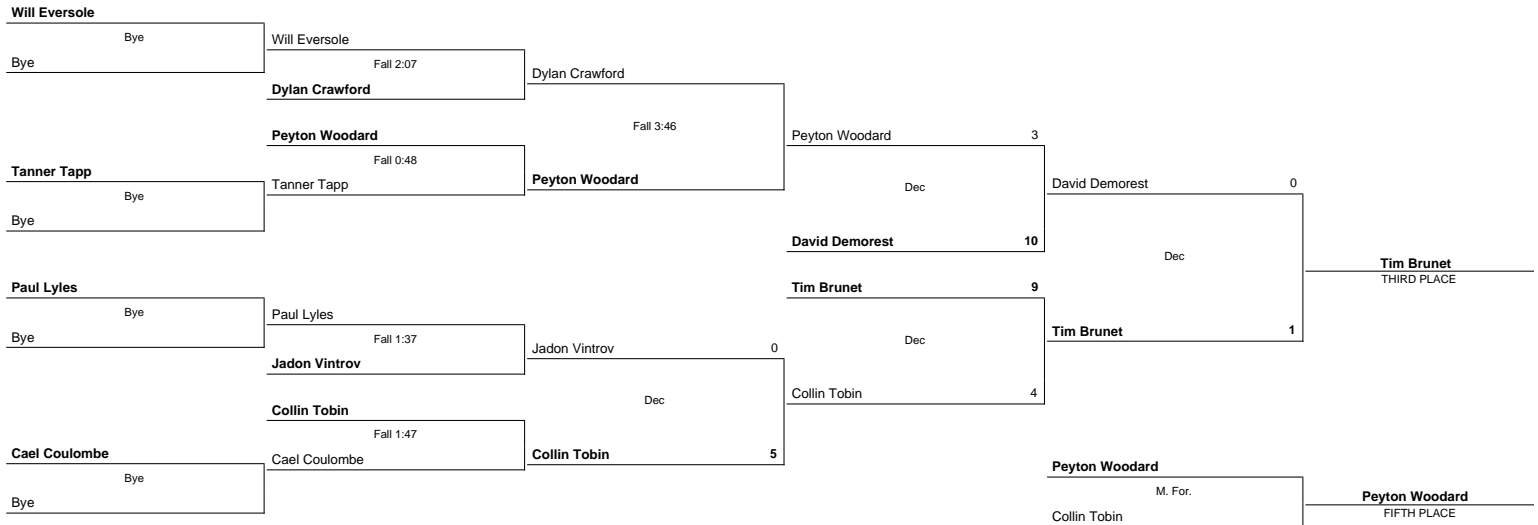 Will Eversole
Bye
Bye
Tanner Tapp
Bye
Bye
Paul Lyles
Bye
Bye
Cael Coulombe
Bye
Bye
Will Eversole
Fall 2:07
Dylan Crawford
Peyton Woodard
Fall 0:48
Tanner Tapp
Paul Lyles
Fall 1:37
Jadon Vintrov
Collin Tobin
Fall 1:47
Cael Coulombe
Dylan Crawford
Fall 3:46
Peyton Woodard
Jadon Vintrov 0
Dec
Collin Tobin 5
Peyton Woodard 3
Dec
David Demorest 10
Tim Brunet 9
Dec
Collin Tobin 4
David Demorest 0
Dec
Tim Brunet 1
Tim Brunet
THIRD PLACE
Peyton Woodard
M. For.
Collin Tobin
Peyton Woodard
FIFTH PLACE